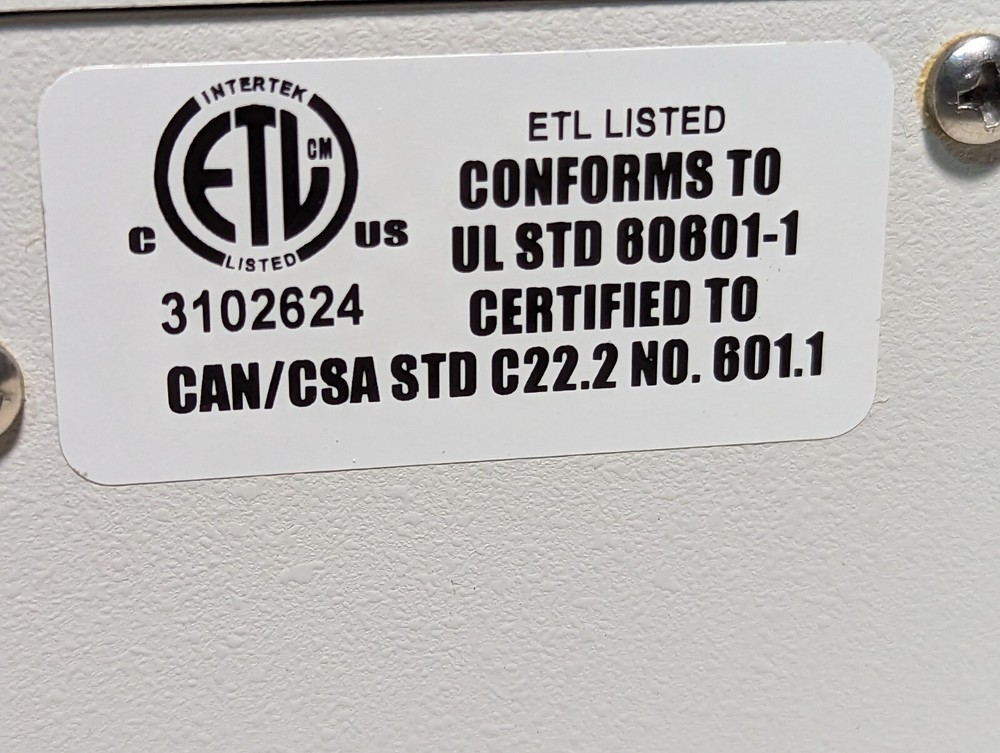 INTERTEK
ETL CM
LISTED
C US
3102624
ETL LISTED
CONFORMS TO
UL STD 60601-1
CERTIFIED TO
CAN/CSA STD C22.2 NO. 601.1